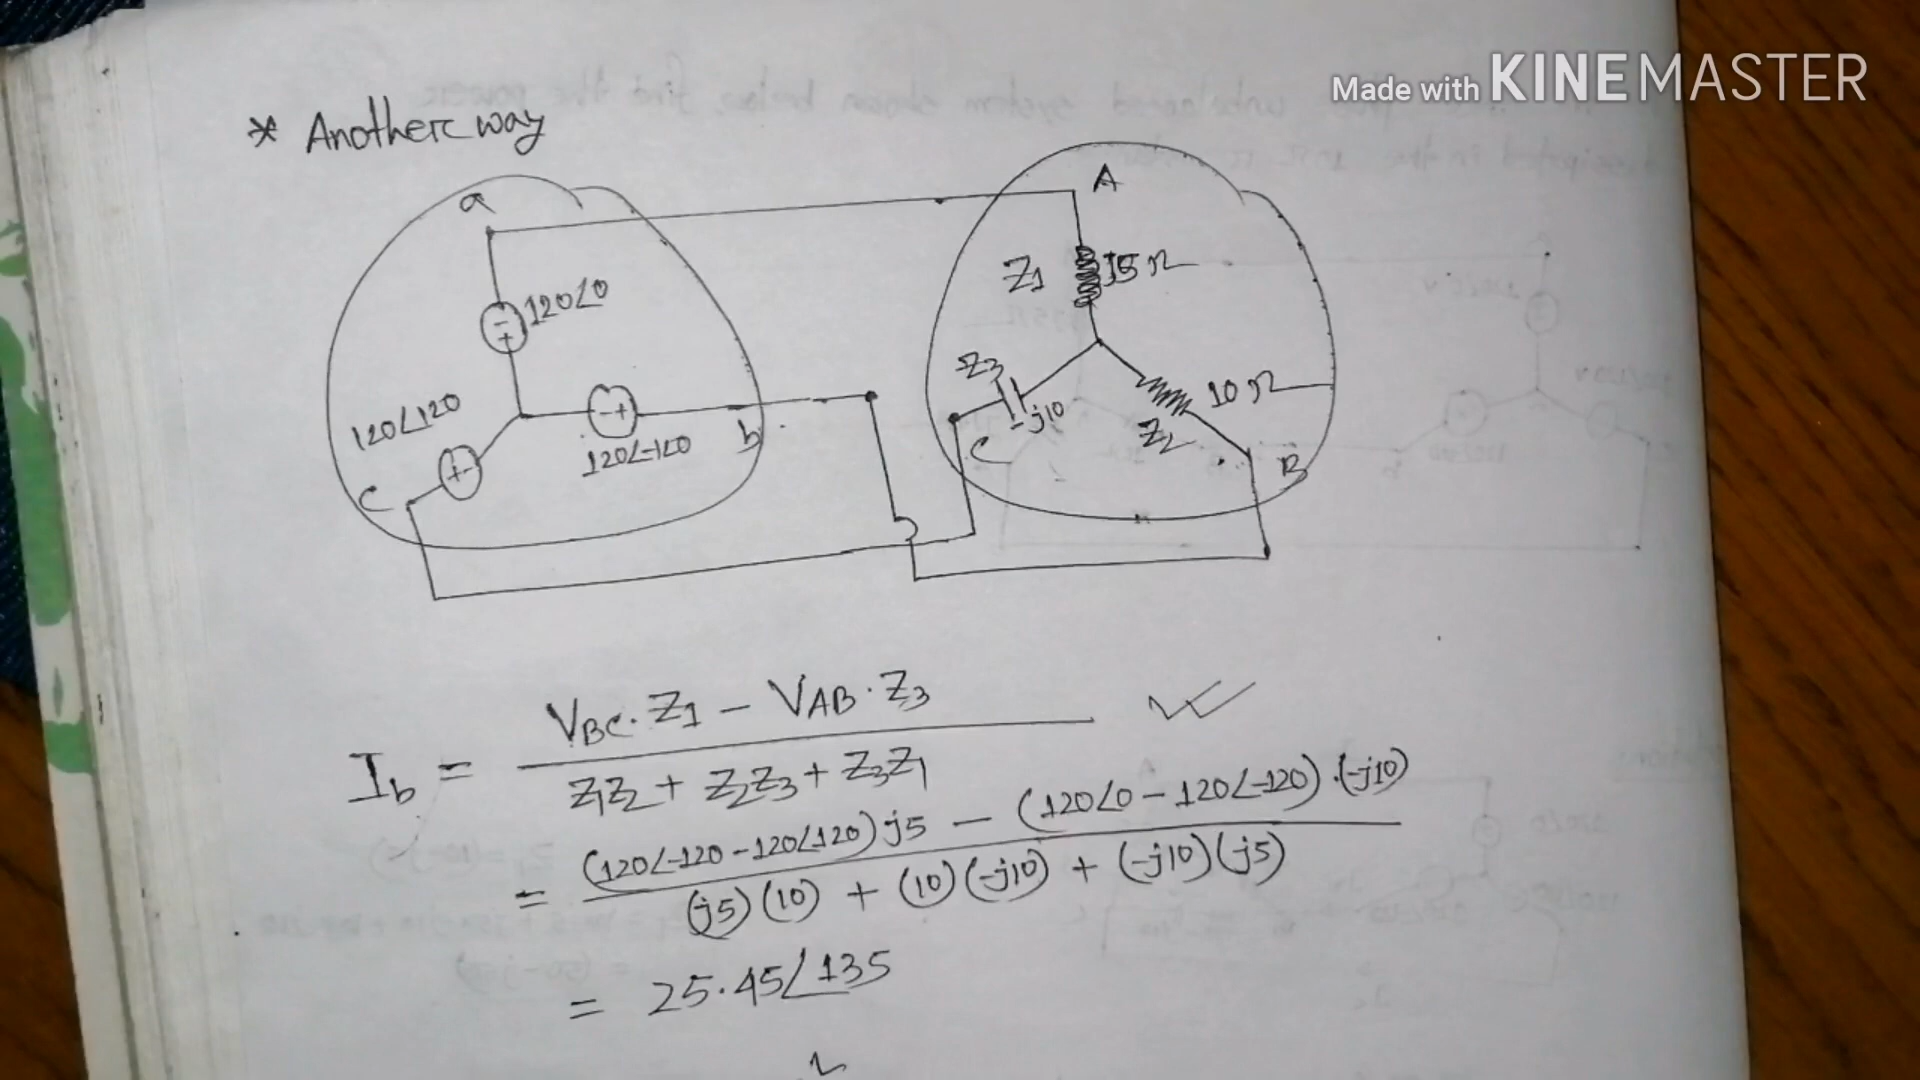 Made with KINEMASTER
* Another way
a
A
120∠0
Z1
j5 Ω
120∠120
-+
120∠-120
b
C
Z3
-j10
C
10 Ω
Z2
B
Ib = VBC·Z1 - VAB·Z3
Z1Z2 + Z2Z3 + Z3Z1
= (120∠-120 - 120∠120) j5 - (120∠0 - 120∠-120)·(-j10)
(j5)(10) + (10)(-j10) + (-j10)(j5)
= 25.45∠135